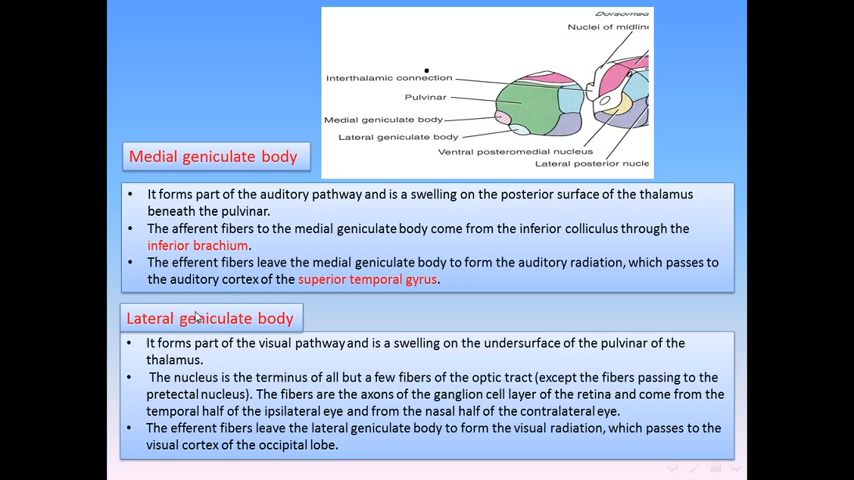 Dorsomed
Nuclei of midlin
Interthalamic connection
Pulvinar
Medial geniculate body
Lateral geniculate body
Ventral posteromedial nucleus
Lateral posterior nucle
Medial geniculate body
• It forms part of the auditory pathway and is a swelling on the posterior surface of the thalamus
beneath the pulvinar.
• The afferent fibers to the medial geniculate body come from the inferior colliculus through the
inferior brachium.
• The efferent fibers leave the medial geniculate body to form the auditory radiation, which passes to
the auditory cortex of the superior temporal gyrus.
Lateral geniculate body
• It forms part of the visual pathway and is a swelling on the undersurface of the pulvinar of the
thalamus.
• The nucleus is the terminus of all but a few fibers of the optic tract (except the fibers passing to the
pretectal nucleus). The fibers are the axons of the ganglion cell layer of the retina and come from the
temporal half of the ipsilateral eye and from the nasal half of the contralateral eye.
• The efferent fibers leave the lateral geniculate body to form the visual radiation, which passes to the
visual cortex of the occipital lobe.